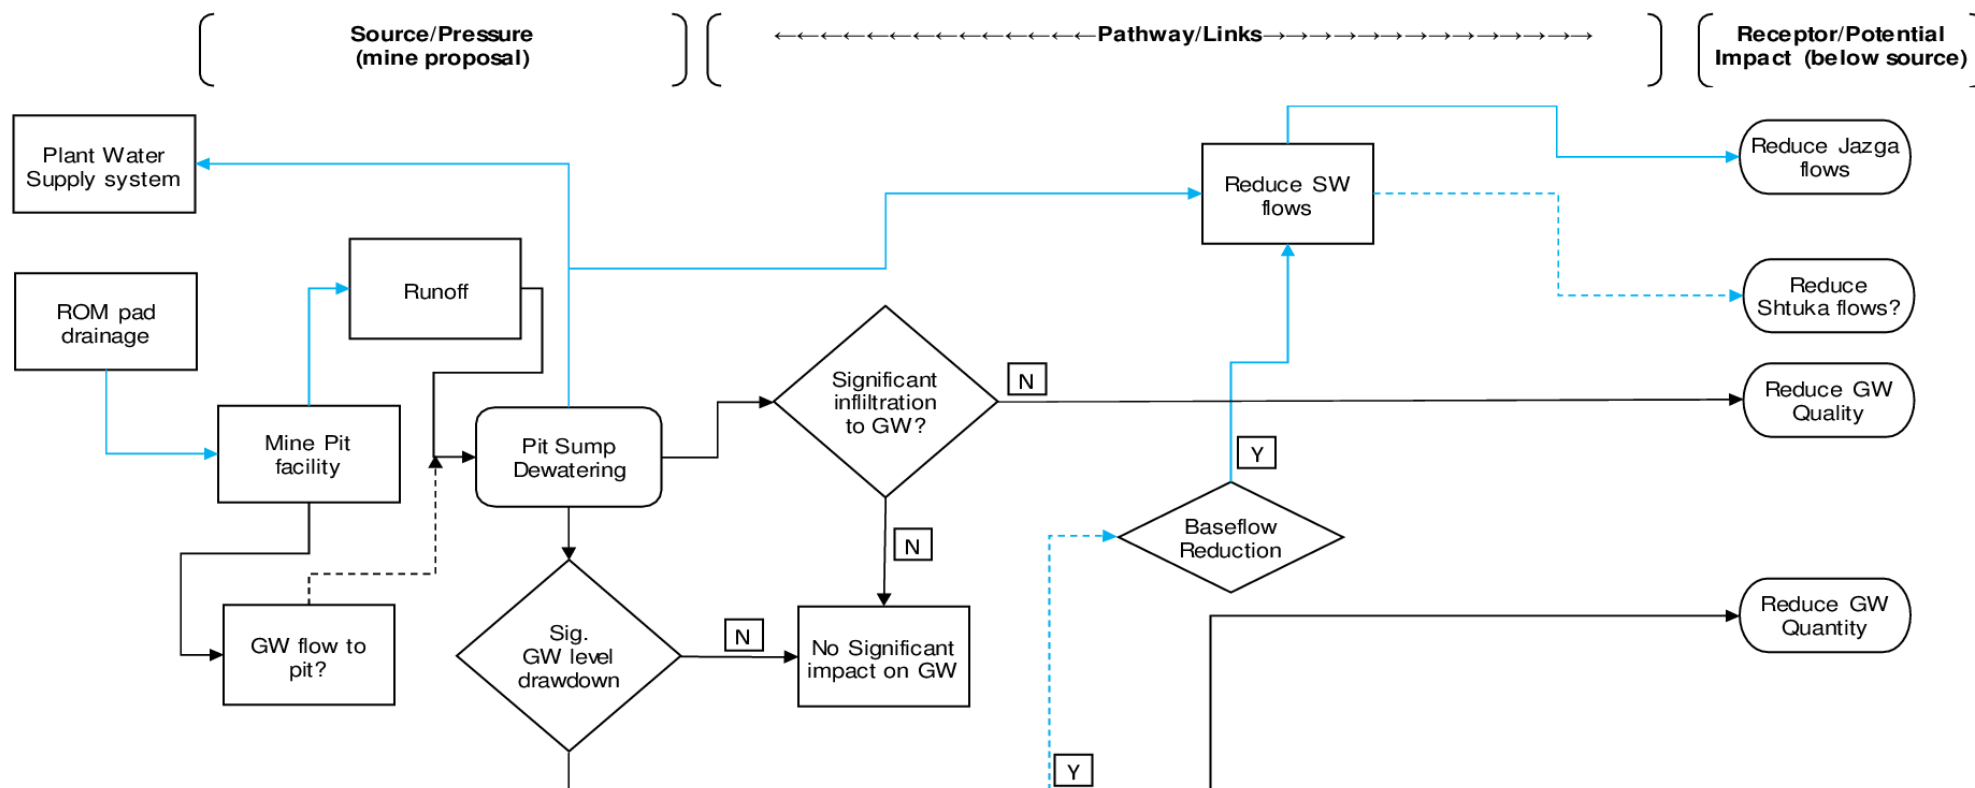 Source/Pressure
(mine proposal)
←←←←←←←←←←←←←←Pathway/Links→→→→→→→→→→→→→→
Receptor/Potential
Impact (below source)
Plant Water
Supply system
Reduce SW
flows
Reduce Jazga
flows
ROM pad
drainage
Runoff
Reduce
Shtuka flows?
Significant
infliltration
to GW?
N
Reduce GW
Quality
Mine Pit
facility
Pit Sump
Dewatering
Y
N
Baseflow
Reduction
GW flow to
pit?
Sig.
GW level
drawdown
N
No Significant
impact on GW
Reduce GW
Quantity
Y